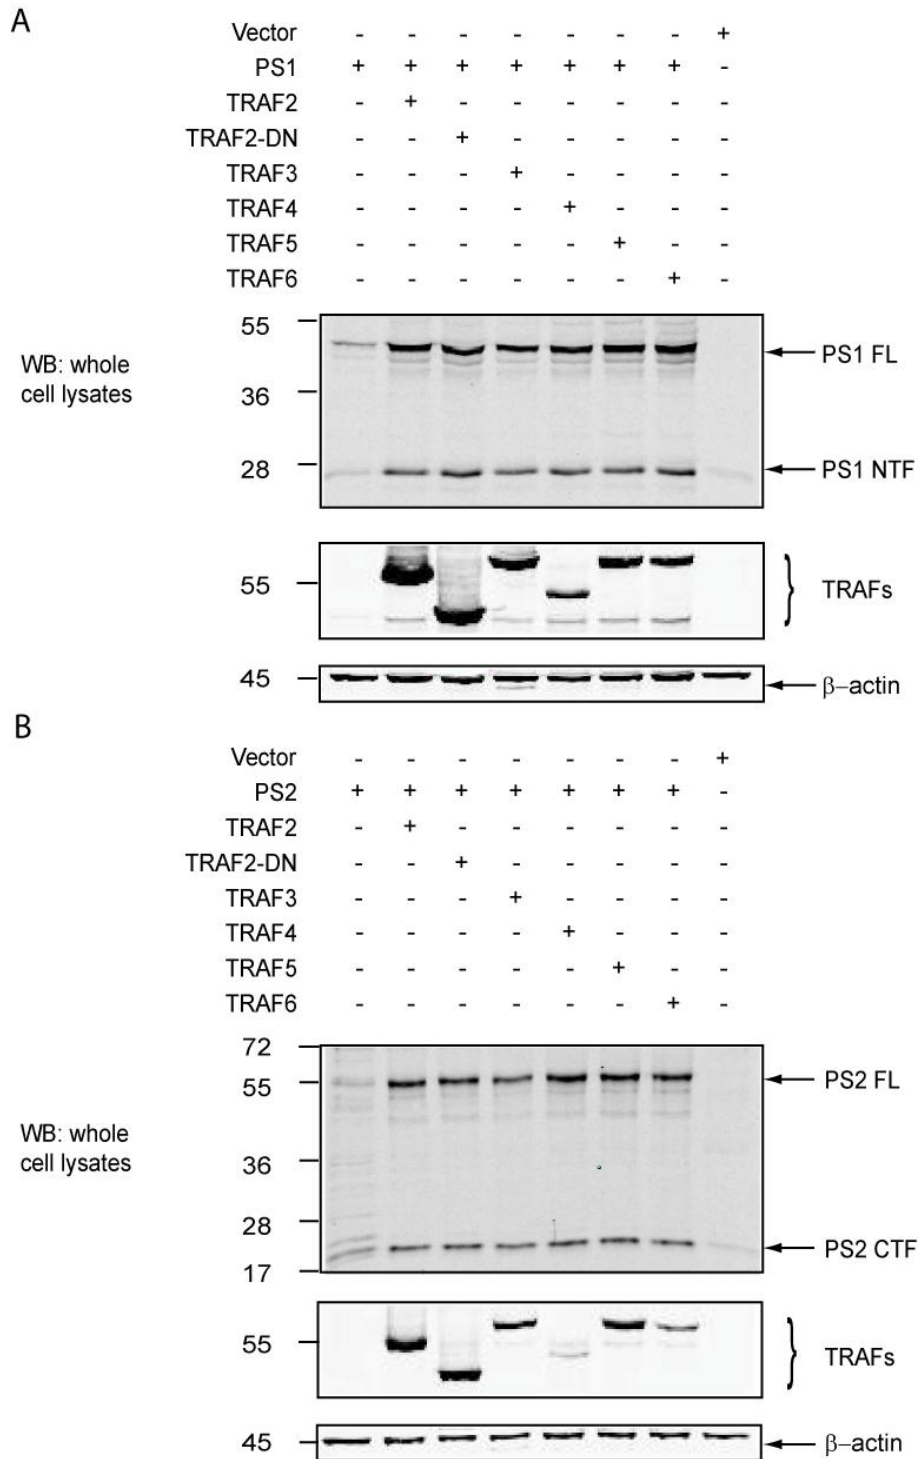 A
Vector - - - - - - - +
PS1 + + + + + + + -
TRAF2 - + - - - - - -
TRAF2-DN - - + - - - - -
TRAF3 - - - + - - - -
TRAF4 - - - - + - - -
TRAF5 - - - - - + - -
TRAF6 - - - - - - + -
WB: whole
cell lysates
55
36
28
PS1 FL
PS1 NTF
55
TRAFs
45
β-actin
B
Vector - - - - - - - +
PS2 + + + + + + + -
TRAF2 - + - - - - - -
TRAF2-DN - - + - - - - -
TRAF3 - - - + - - - -
TRAF4 - - - - + - - -
TRAF5 - - - - - + - -
TRAF6 - - - - - - + -
WB: whole
cell lysates
72
55
36
28
17
PS2 FL
PS2 CTF
55
TRAFs
45
β-actin